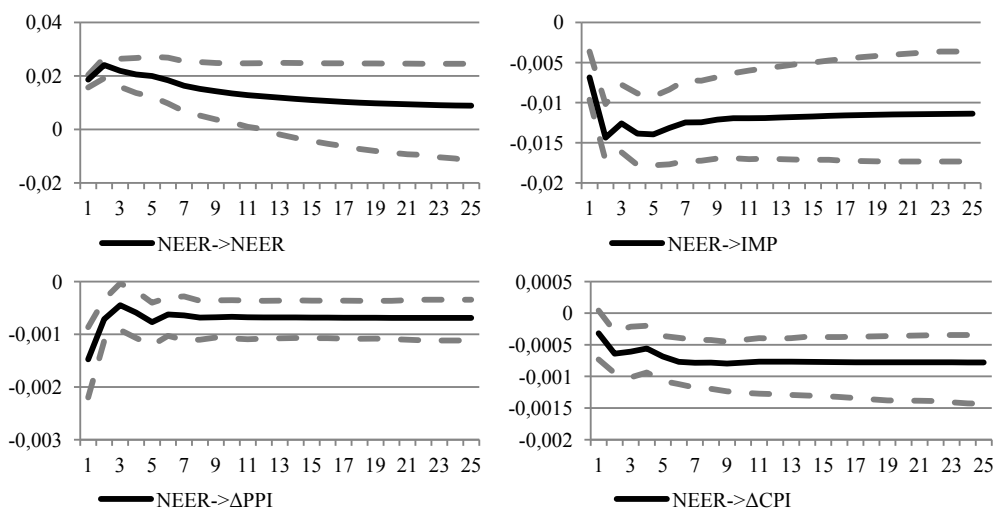 0,04
0,02
0
-0,02
1 3 5 7 9 11 13 15 17 19 21 23 25
NEER->NEER
0
-0,005
-0,01
-0,015
-0,02
1 3 5 7 9 11 13 15 17 19 21 23 25
NEER->IMP
0
-0,001
-0,002
-0,003
1 3 5 7 9 11 13 15 17 19 21 23 25
NEER->ΔPPI
0,0005
0
-0,0005
-0,001
-0,0015
-0,002
1 3 5 7 9 11 13 15 17 19 21 23 25
NEER->ΔCPI